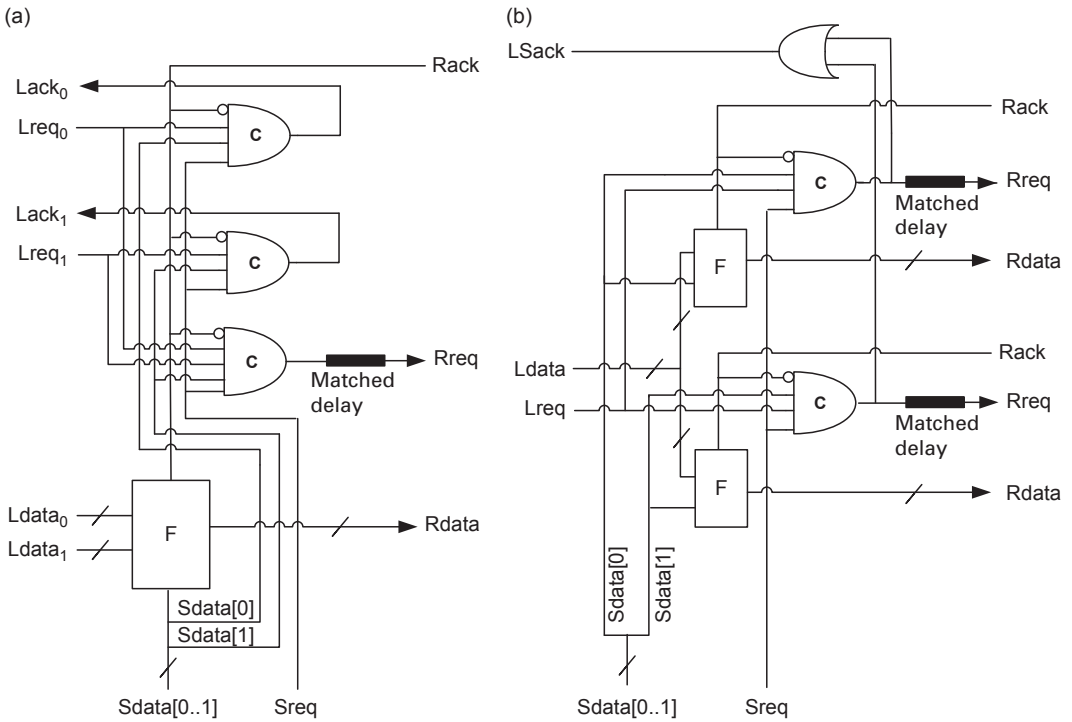 (a)
Rack
Lack0
Lreq0
C
Lack1
Lreq1
C
C
Rreq
Matched
delay
Ldata0
Ldata1
F
Rdata
Sdata[0]
Sdata[1]
Sdata[0..1]
Sreq
(b)
LSack
Rack
C
Rreq
Matched
delay
F
Rdata
Ldata
Lreq
Rack
C
Rreq
Matched
delay
F
Rdata
Sdata[0]
Sdata[1]
Sdata[0..1]
Sreq